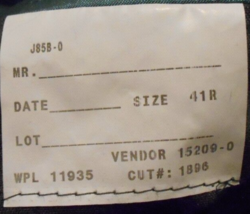 J858-0
MR.
DATE SIZE 41R
LOT
VENDOR 15209-0
WPL 11935 CUT#: 1896